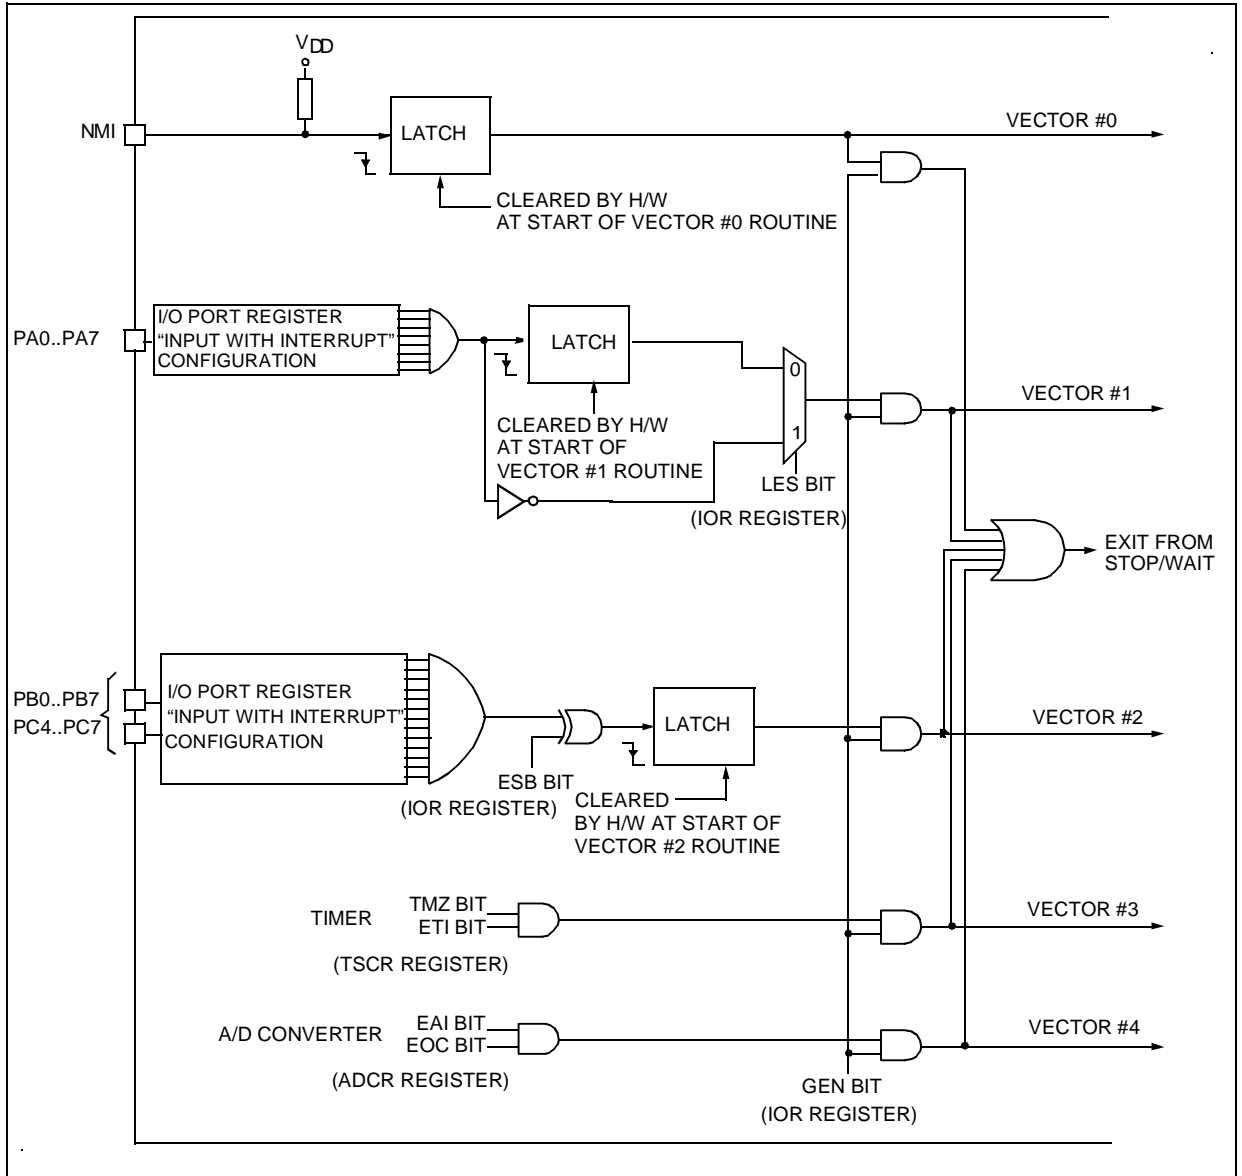 VDD
NMI
LATCH
VECTOR #0
CLEARED BY H/W
AT START OF VECTOR #0 ROUTINE
PA0..PA7
I/O PORT REGISTER
“INPUT WITH INTERRUPT”
CONFIGURATION
LATCH
0
1
VECTOR #1
CLEARED BY H/W
AT START OF
VECTOR #1 ROUTINE
LES BIT
(IOR REGISTER)
EXIT FROM
STOP/WAIT
PB0..PB7
PC4..PC7
I/O PORT REGISTER
“INPUT WITH INTERRUPT”
CONFIGURATION
LATCH
VECTOR #2
ESB BIT
(IOR REGISTER)
CLEARED
BY H/W AT START OF
VECTOR #2 ROUTINE
TIMER
TMZ BIT
ETI BIT
(TSCR REGISTER)
VECTOR #3
A/D CONVERTER
EAI BIT
EOC BIT
(ADCR REGISTER)
VECTOR #4
GEN BIT
(IOR REGISTER)